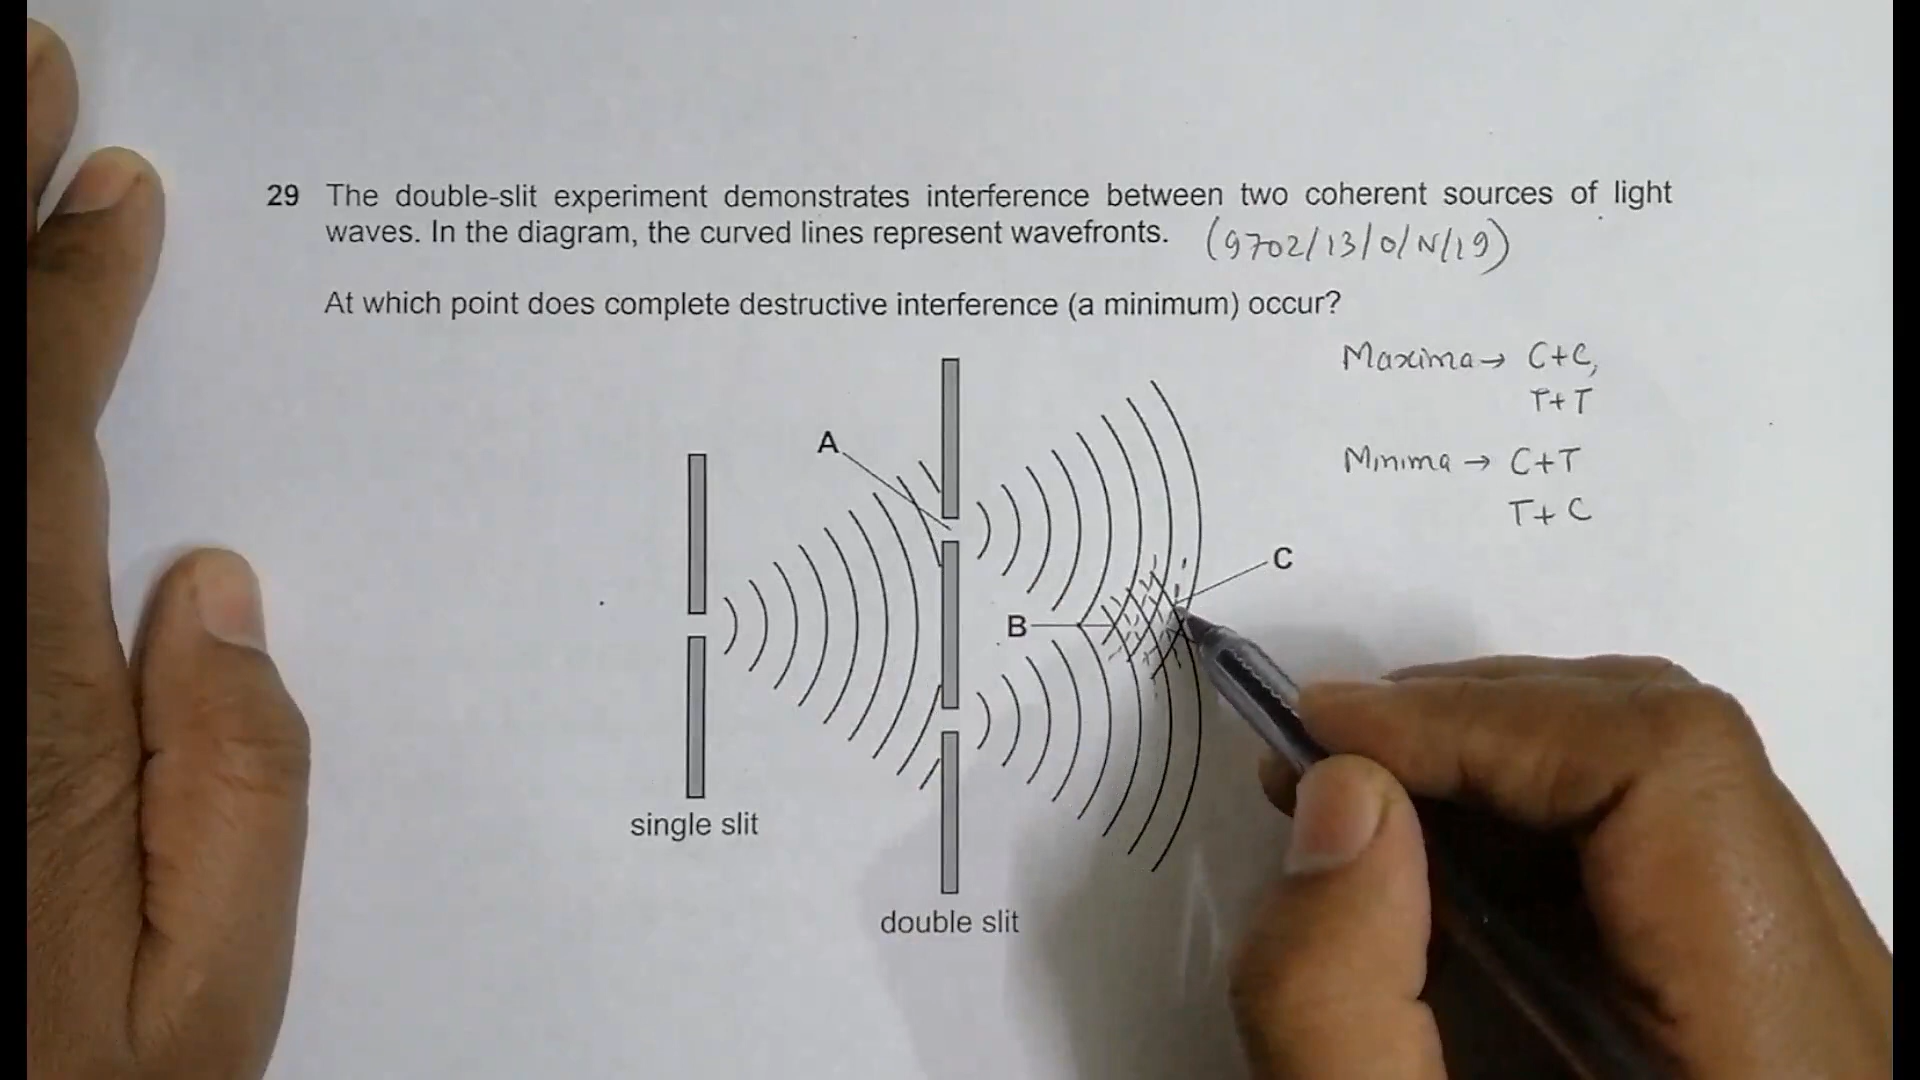 29 The double-slit experiment demonstrates interference between two coherent sources of light
waves. In the diagram, the curved lines represent wavefronts. (9702/13/O/N/19)
At which point does complete destructive interference (a minimum) occur?
Maxima → C+C,
T+T
A
Minima → C+T
T+C
C
B
single slit
double slit